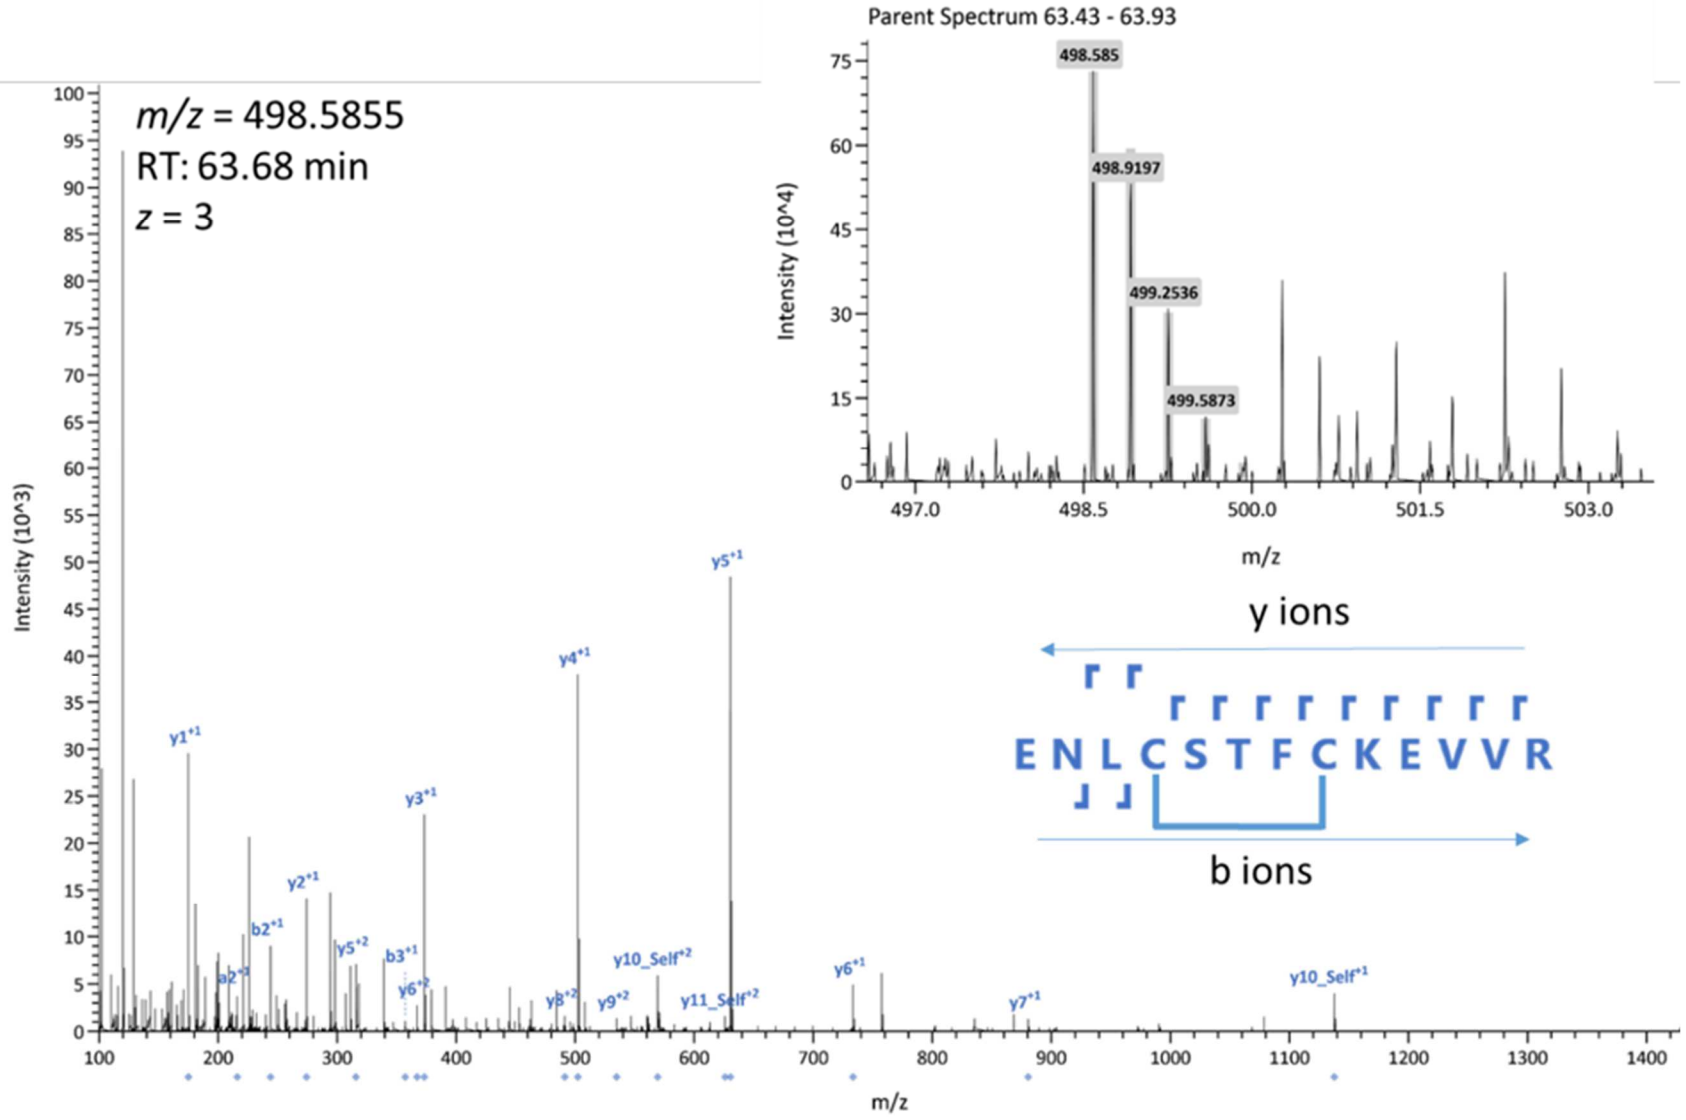 Parent Spectrum 63.43 - 63.93
m/z = 498.5855
RT: 63.68 min
z = 3
Intensity (10^3)
100
95
90
85
80
75
70
65
60
55
50
45
40
35
30
25
20
15
10
5
0
y1+1
a2+1
b2+1
y2+1
y5+2
b3+1
y6+2
y3+1
y4+1
y8+2
y9+2
y10_Self+2
y11_Self+2
y5+1
y6+1
y7+1
y10_Self+1
100 200 300 400 500 600 700 800 900 1000 1100 1200 1300 1400
m/z
Intensity (10^4)
75
60
45
30
15
0
498.585
498.9197
499.2536
499.5873
497.0 498.5 500.0 501.5 503.0
m/z
y ions
E N L C S T F C K E V V R
b ions